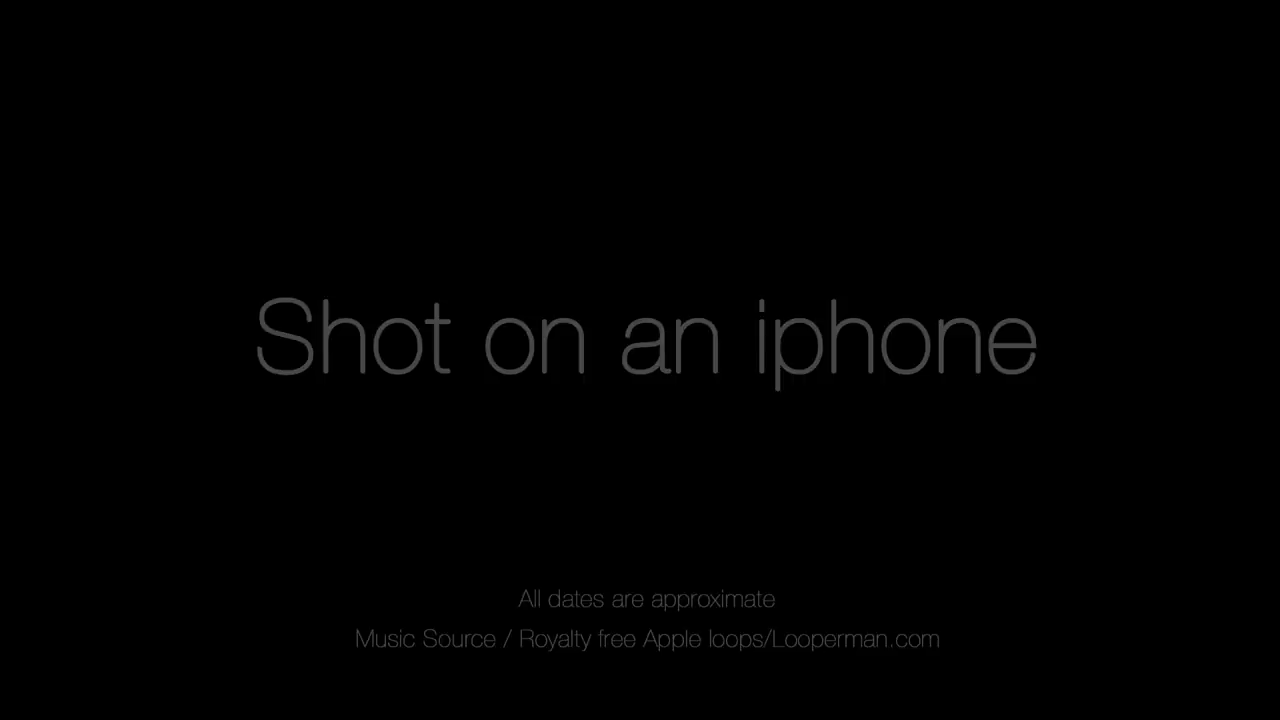 Shot on an iphone
All dates are approximate
Music Source / Royalty free Apple loops/Looperman.com